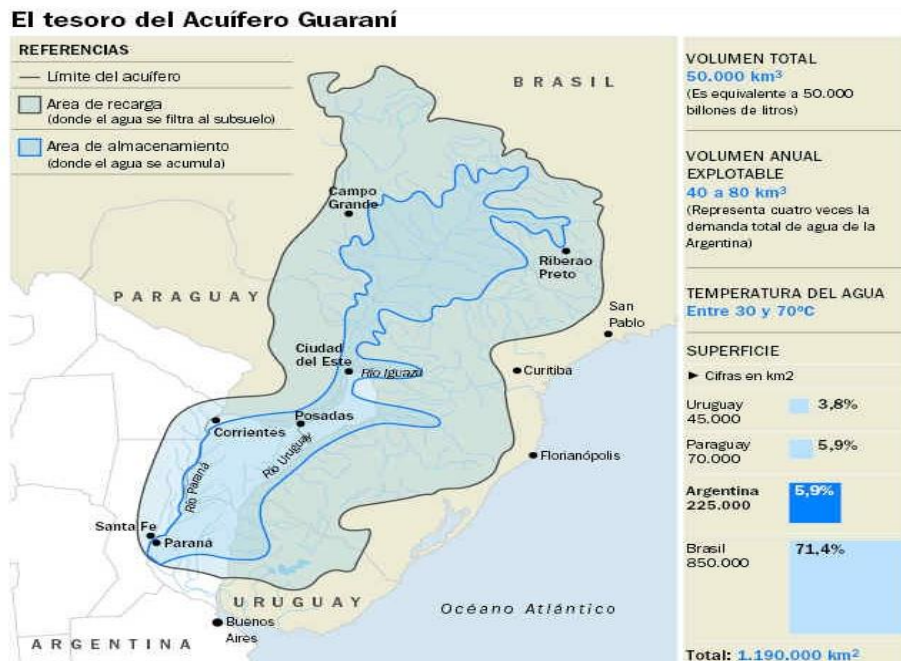 El tesoro del Acuífero Guaraní
REFERENCIAS
Límite del acuífero
Area de recarga
(donde el agua se filtra al subsuelo)
Area de almacenamiento
(donde el agua se acumula)
BRASIL
Campo
Grande
Riberao
Preto
PARAGUAY
San
Pablo
Ciudad
del Este
Río Iguazú
Curitiba
Posadas
Corrientes
Río Uruguay
Río Paraná
Florianópolis
Santa Fe
Paraná
URUGUAY
Océano Atlántico
Buenos
Aires
ARGENTINA
VOLUMEN TOTAL
50.000 km³
(Es equivalente a 50.000
billones de litros)
VOLUMEN ANUAL
EXPLOTABLE
40 a 80 km³
(Representa cuatro veces la
demanda total de agua de la
Argentina)
TEMPERATURA DEL AGUA
Entre 30 y 70ºC
SUPERFICIE
► Cifras en km2
Uruguay 3,8%
45.000
Paraguay 5,9%
70.000
Argentina 5,9%
225.000
Brasil 71,4%
850.000
Total: 1.190.000 km²